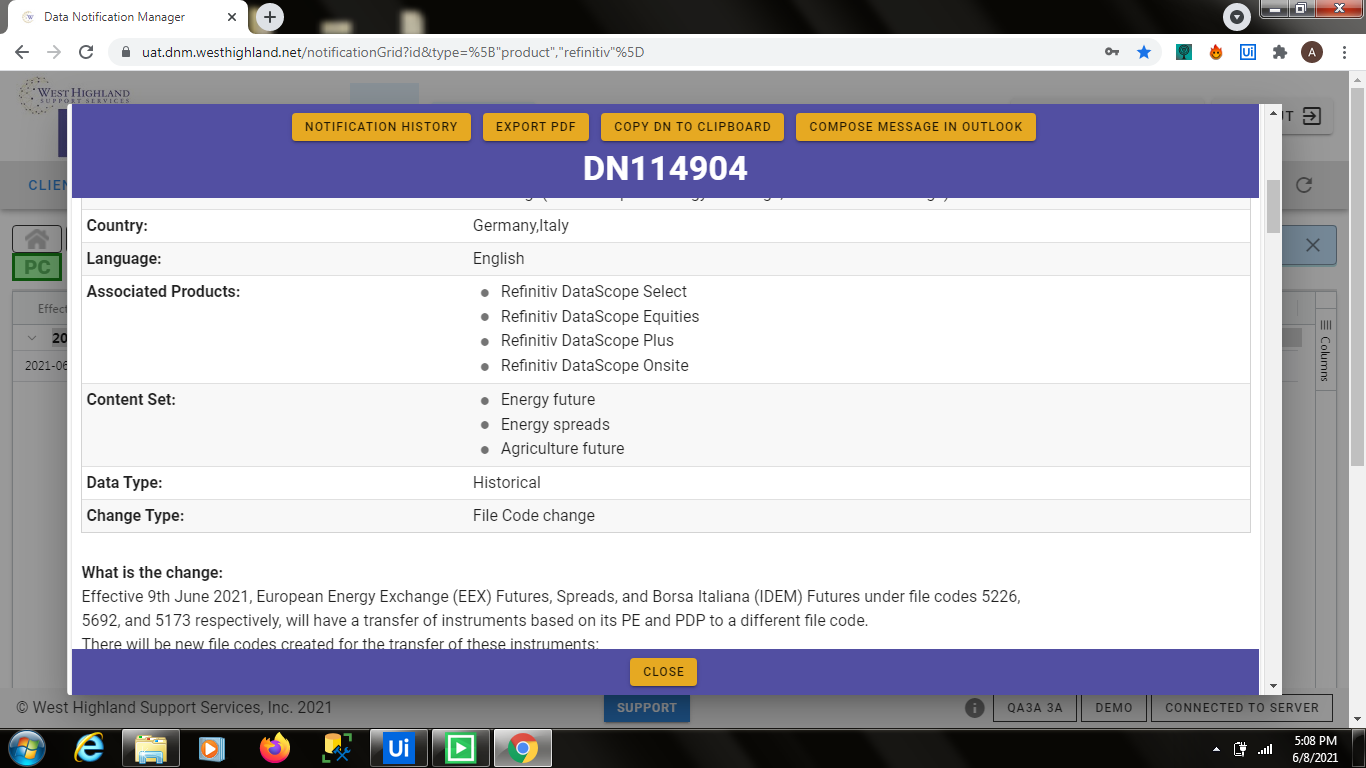 Data Notification Manager
uat.dnm.westhighland.net/notificationGrid?id&type=%5B"product","refinitiv"%5D
Ui
A
WEST HIGHLAND
SUPPORT SERVICES
NOTIFICATION HISTORY
EXPORT PDF
COPY DN TO CLIPBOARD
COMPOSE MESSAGE IN OUTLOOK
DN114904
Country: Germany,Italy
Language: English
Associated Products:
Refinitiv DataScope Select
Refinitiv DataScope Equities
Refinitiv DataScope Plus
Refinitiv DataScope Onsite
Content Set:
Energy future
Energy spreads
Agriculture future
Data Type: Historical
Change Type: File Code change
What is the change:
Effective 9th June 2021, European Energy Exchange (EEX) Futures, Spreads, and Borsa Italiana (IDEM) Futures under file codes 5226,
5692, and 5173 respectively, will have a transfer of instruments based on its PE and PDP to a different file code.
There will be new file codes created for the transfer of these instruments:
CLOSE
CLIEN
PC
Effect
20
2021-06
Columns
© West Highland Support Services, Inc. 2021
SUPPORT
QA3A 3A
DEMO
CONNECTED TO SERVER
Ui
5:08 PM
6/8/2021